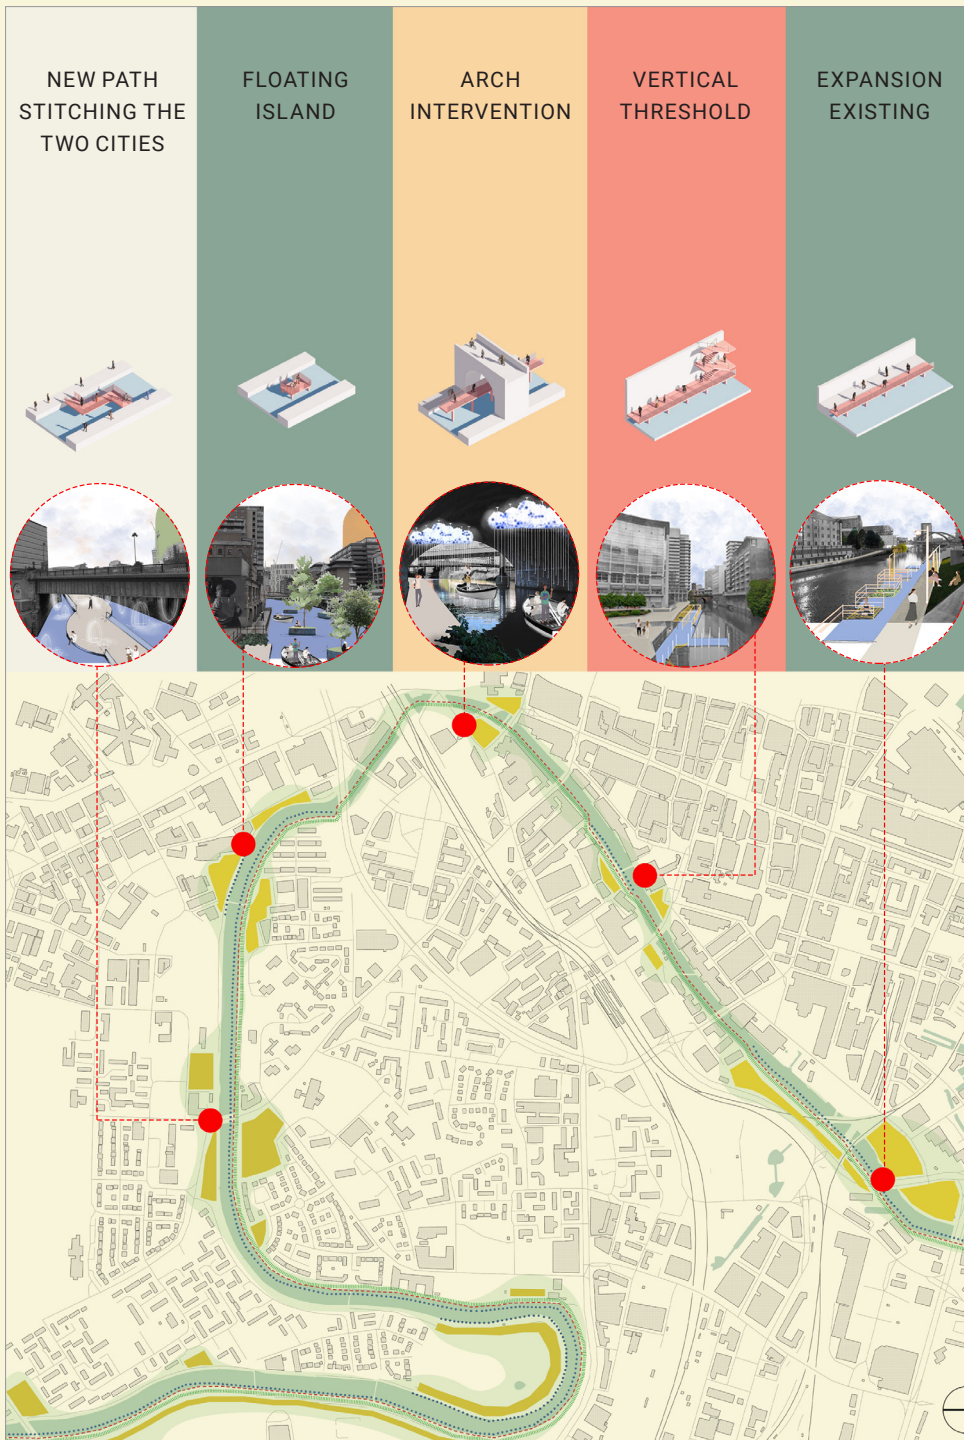 NEW PATH
STITCHING THE
TWO CITIES
FLOATING
ISLAND
ARCH
INTERVENTION
VERTICAL
THRESHOLD
EXPANSION
EXISTING